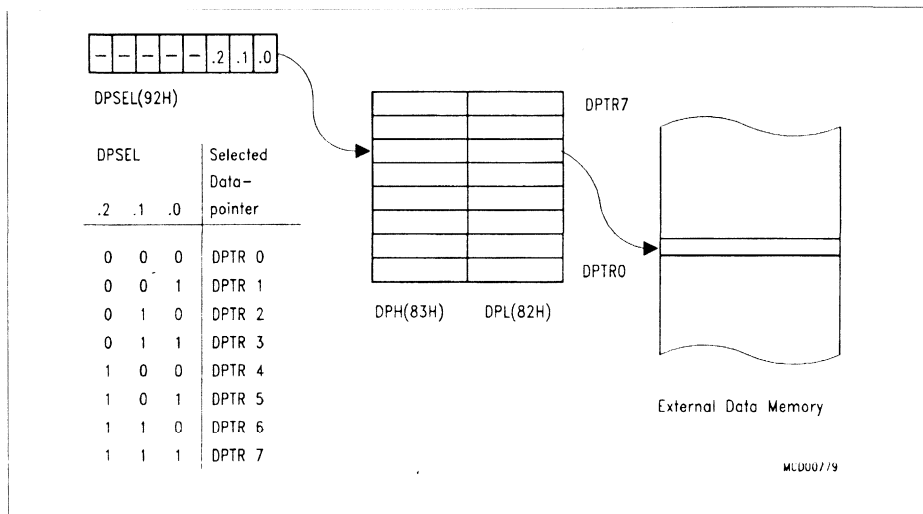 – – – – – .2 .1 .0
DPSEL(92H)
DPSEL Selected
Data–
.2 .1 .0 pointer
0 0 0 DPTR 0
0 0 1 DPTR 1
0 1 0 DPTR 2
0 1 1 DPTR 3
1 0 0 DPTR 4
1 0 1 DPTR 5
1 1 0 DPTR 6
1 1 1 DPTR 7
DPTR7
DPTR0
DPH(83H) DPL(82H)
External Data Memory
MCD00779